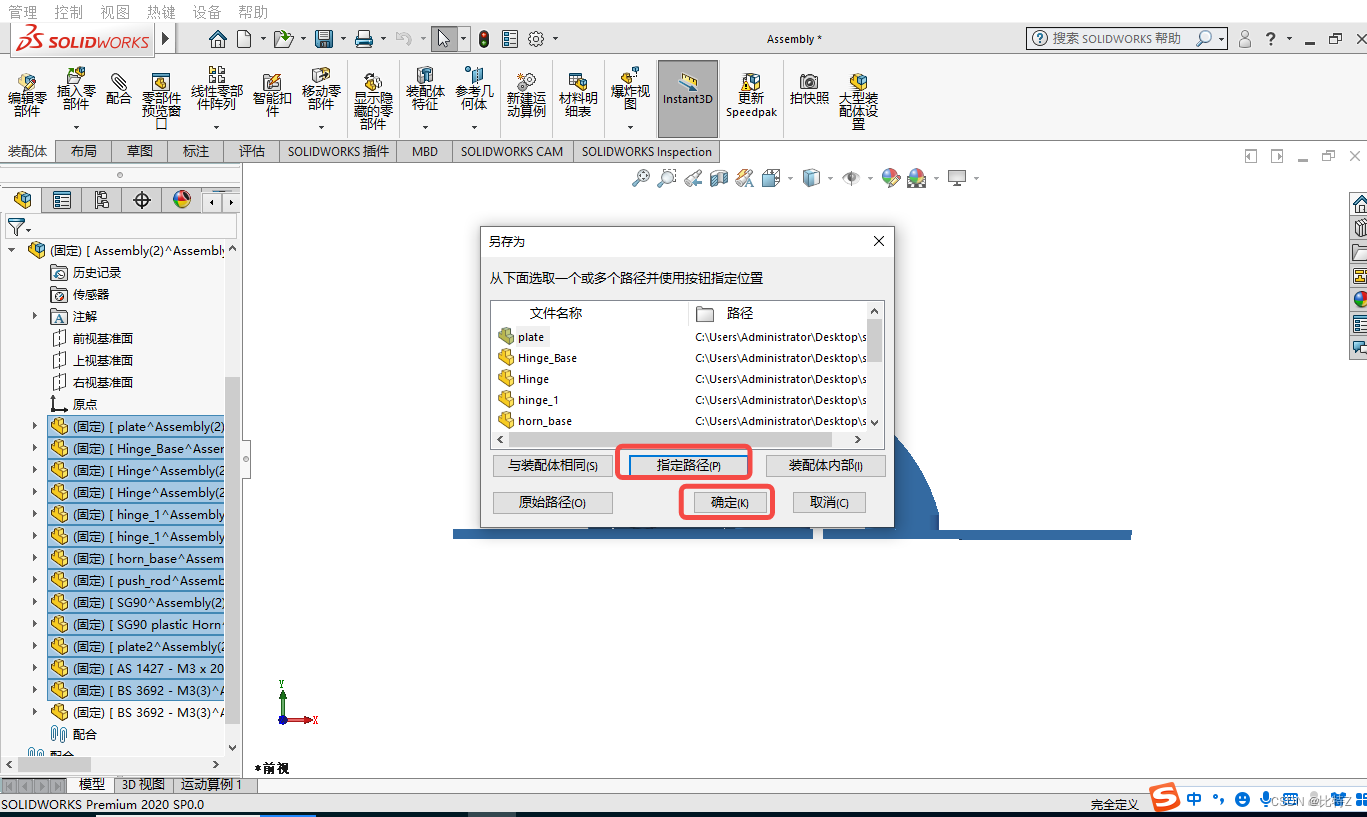 管理 控制 视图 热键 设备 帮助
SOLIDWORKS
Assembly *
搜索 SOLIDWORKS 帮助
编辑零部件
插入零部件
配合
零部件预览窗口
线性零部件阵列
智能扣件
移动零部件
显示隐藏的零部件
装配体特征
参考几何体
新建运动算例
材料明细表
爆炸视图
Instant3D
更新 Speedpak
拍快照
大型装配体设置
装配体 布局 草图 标注 评估 SOLIDWORKS 插件 MBD SOLIDWORKS CAM SOLIDWORKS Inspection
(固定) [ Assembly(2)^Assembly
历史记录
传感器
注解
前视基准面
上视基准面
右视基准面
原点
(固定) [ plate^Assembly(2)
(固定) [ Hinge_Base^Assem
(固定) [ Hinge^Assembly(2
(固定) [ Hinge^Assembly(2
(固定) [ hinge_1^Assembly
(固定) [ hinge_1^Assembly
(固定) [ horn_base^Assem
(固定) [ push_rod^Assemb
(固定) [ SG90^Assembly(2)
(固定) [ SG90 plastic Horn^
(固定) [ plate2^Assembly(2
(固定) [ AS 1427 - M3 x 20
(固定) [ BS 3692 - M3(3)^A
(固定) [ BS 3692 - M3(3)^A
配合
配合
另存为
从下面选取一个或多个路径并使用按钮指定位置
文件名称 路径
plate C:\Users\Administrator\Desktop\s
Hinge_Base C:\Users\Administrator\Desktop\s
Hinge C:\Users\Administrator\Desktop\s
hinge_1 C:\Users\Administrator\Desktop\s
horn_base C:\Users\Administrator\Desktop\s
与装配体相同(S) 指定路径(P) 装配体内部(I)
原始路径(O) 确定(K) 取消(C)
Y
X
*前视
模型 3D 视图 运动算例 1
SOLIDWORKS Premium 2020 SP0.0
完全定义
中